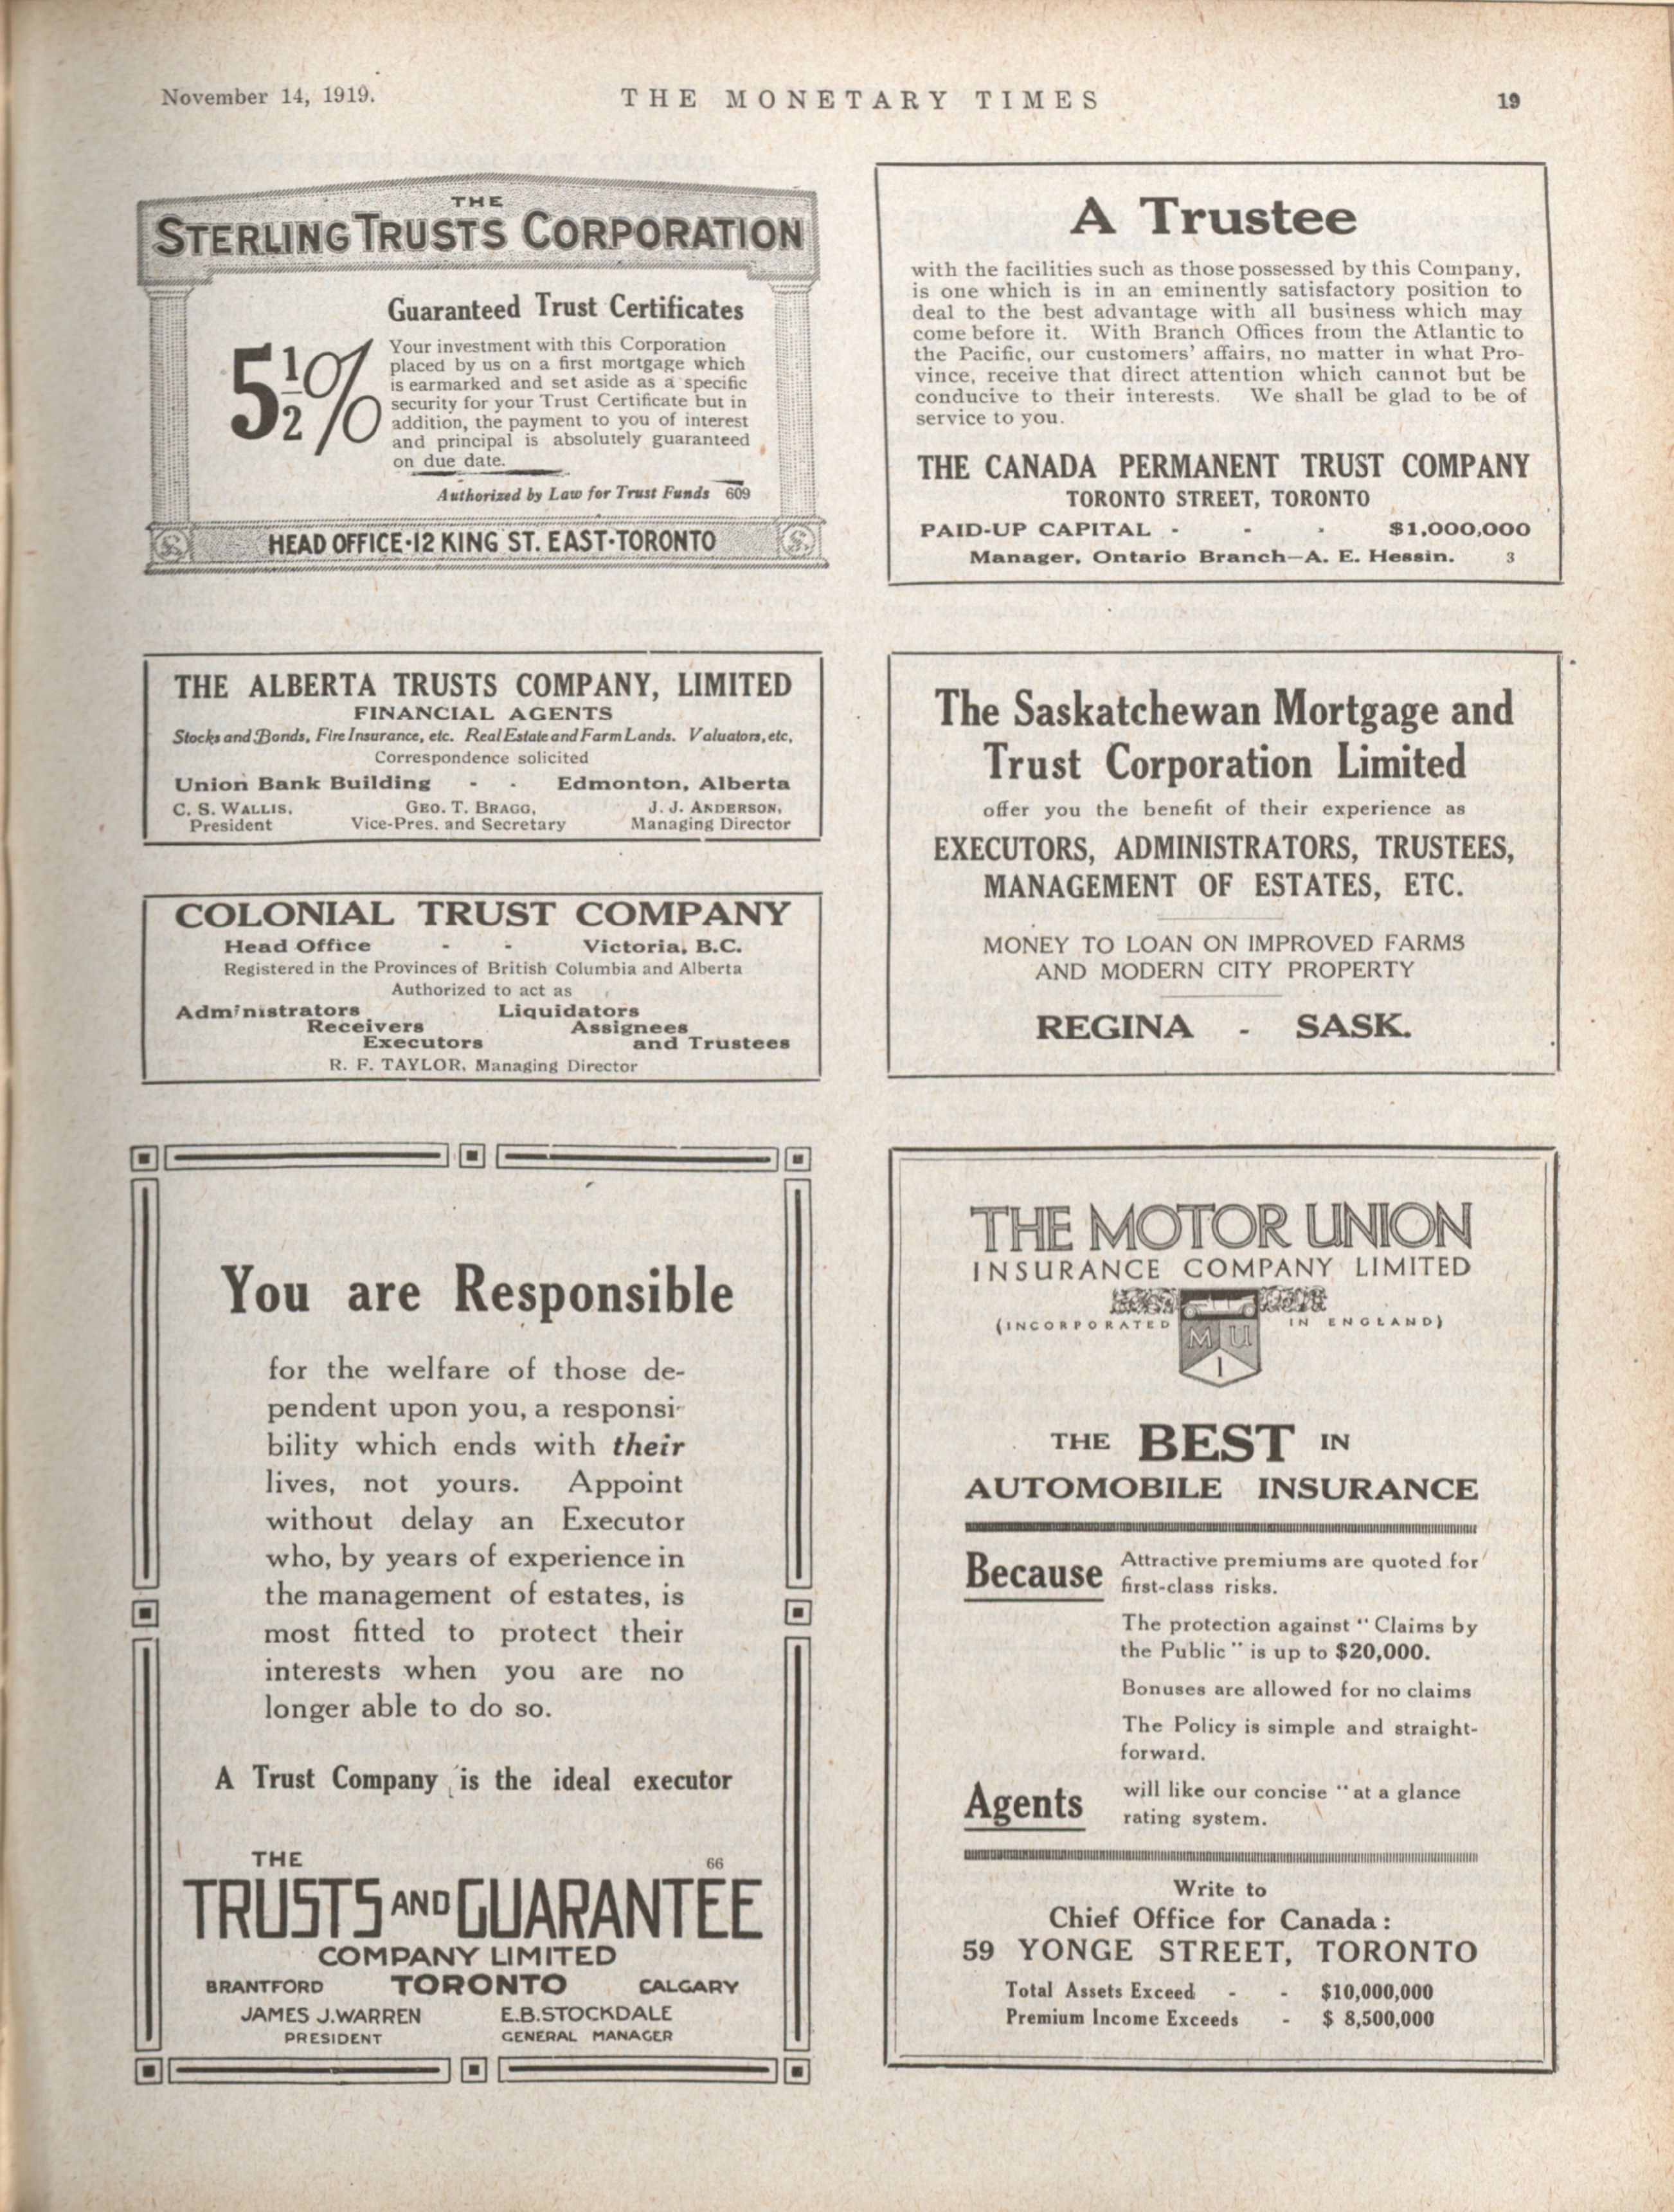 November 14, 1919.
THE MONETARY TIMES
19
THE
STERLING TRUSTS CORPORATION
Guaranteed Trust Certificates
5½%
Your investment with this Corporation
placed by us on a first mortgage which
is earmarked and set aside as a specific
security for your Trust Certificate but in
addition, the payment to you of interest
and principal is absolutely guaranteed
on due date.
Authorized by Law for Trust Funds 609
HEAD OFFICE·12 KING ST. EAST·TORONTO
A Trustee
with the facilities such as those possessed by this Company,
is one which is in an eminently satisfactory position to
deal to the best advantage with all business which may
come before it. With Branch Offices from the Atlantic to
the Pacific, our customers' affairs, no matter in what Pro-
vince, receive that direct attention which cannot but be
conducive to their interests. We shall be glad to be of
service to you.
THE CANADA PERMANENT TRUST COMPANY
TORONTO STREET, TORONTO
PAID-UP CAPITAL - - - $1,000,000
Manager, Ontario Branch—A. E. Hessin. 3
THE ALBERTA TRUSTS COMPANY, LIMITED
FINANCIAL AGENTS
Stocks and Bonds, Fire Insurance, etc. Real Estate and Farm Lands. Valuators, etc,
Correspondence solicited
Union Bank Building - - Edmonton, Alberta
C. S. WALLIS, GEO. T. BRAGG, J. J. ANDERSON,
President Vice-Pres. and Secretary Managing Director
COLONIAL TRUST COMPANY
Head Office - - Victoria, B.C.
Registered in the Provinces of British Columbia and Alberta
Authorized to act as
Administrators Liquidators
Receivers Assignees
Executors and Trustees
R. F. TAYLOR, Managing Director
The Saskatchewan Mortgage and
Trust Corporation Limited
offer you the benefit of their experience as
EXECUTORS, ADMINISTRATORS, TRUSTEES,
MANAGEMENT OF ESTATES, ETC.
MONEY TO LOAN ON IMPROVED FARMS
AND MODERN CITY PROPERTY
REGINA - SASK.
You are Responsible
for the welfare of those de-
pendent upon you, a responsi-
bility which ends with their
lives, not yours. Appoint
without delay an Executor
who, by years of experience in
the management of estates, is
most fitted to protect their
interests when you are no
longer able to do so.
A Trust Company is the ideal executor
THE
66
TRUSTS AND GUARANTEE
COMPANY LIMITED
BRANTFORD TORONTO CALGARY
JAMES J. WARREN E.B. STOCKDALE
PRESIDENT GENERAL MANAGER
THE MOTOR UNION
INSURANCE COMPANY LIMITED
(INCORPORATED IN ENGLAND)
M U
I
THE BEST IN
AUTOMOBILE INSURANCE
Because Attractive premiums are quoted for
first-class risks.
The protection against "Claims by
the Public" is up to $20,000.
Bonuses are allowed for no claims
The Policy is simple and straight-
forward.
Agents will like our concise "at a glance
rating system.
Write to
Chief Office for Canada:
59 YONGE STREET, TORONTO
Total Assets Exceed - - $10,000,000
Premium Income Exceeds - $ 8,500,000